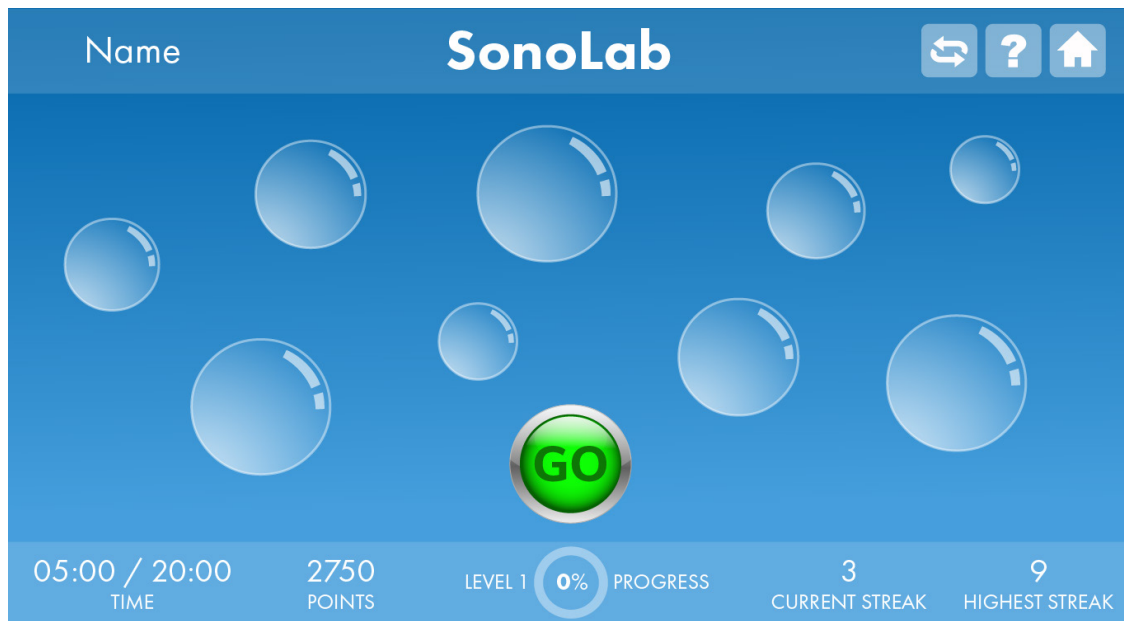 Name
SonoLab
?
GO
05:00 / 20:00
TIME
2750
POINTS
LEVEL 1
0%
PROGRESS
3
CURRENT STREAK
9
HIGHEST STREAK